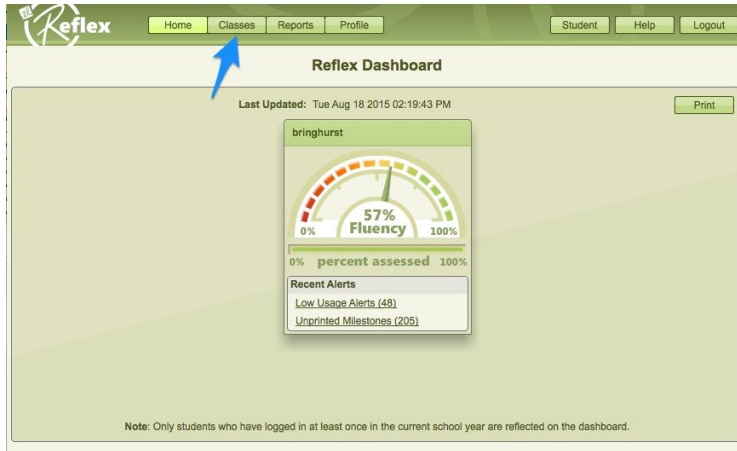 Reflex
Home Classes Reports Profile Student Help Logout
Reflex Dashboard
Last Updated: Tue Aug 18 2015 02:19:43 PM
Print
bringhurst
57%
0% Fluency 100%
0% percent assessed 100%
Recent Alerts
Low Usage Alerts (48)
Unprinted Milestones (205)
Note: Only students who have logged in at least once in the current school year are reflected on the dashboard.